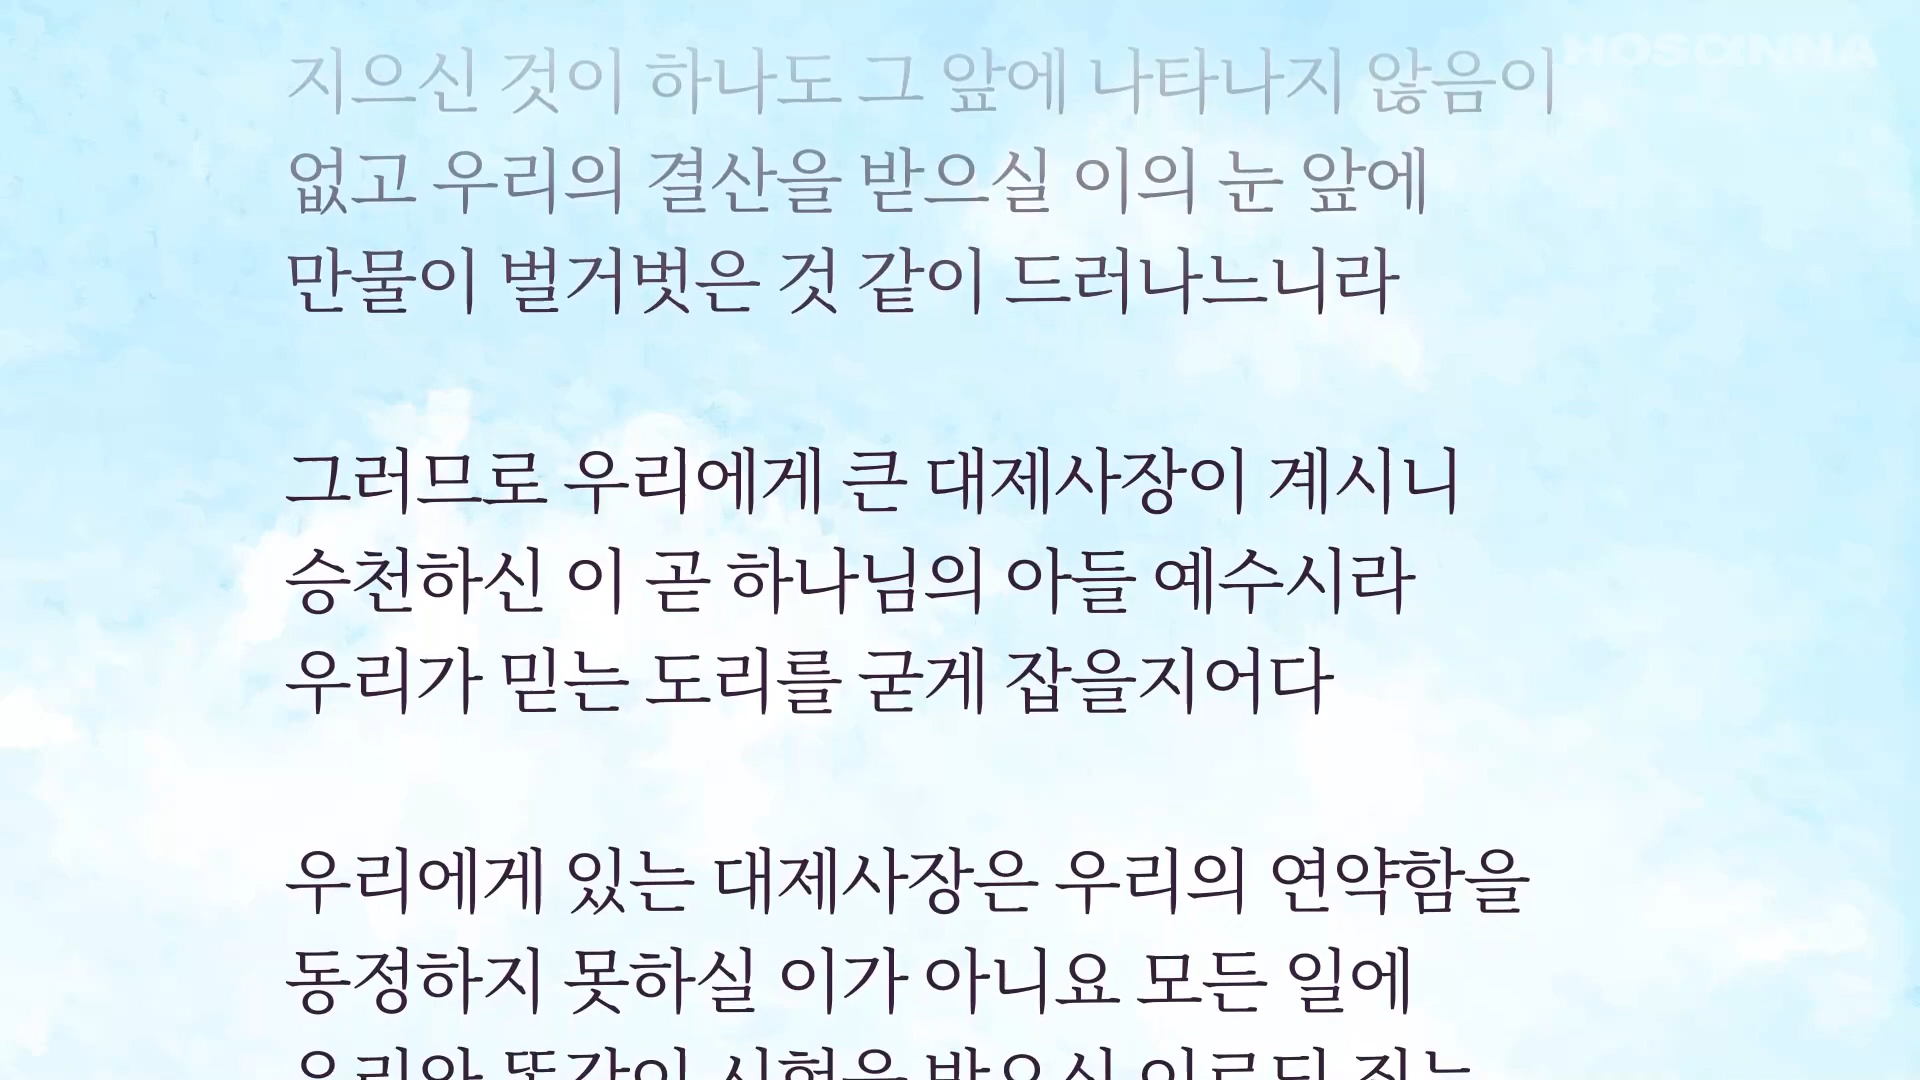 HOSANNA
지으신 것이 하나도 그 앞에 나타나지 않음이
없고 우리의 결산을 받으실 이의 눈 앞에
만물이 벌거벗은 것 같이 드러나느니라
그러므로 우리에게 큰 대제사장이 계시니
승천하신 이 곧 하나님의 아들 예수시라
우리가 믿는 도리를 굳게 잡을지어다
우리에게 있는 대제사장은 우리의 연약함을
동정하지 못하실 이가 아니요 모든 일에